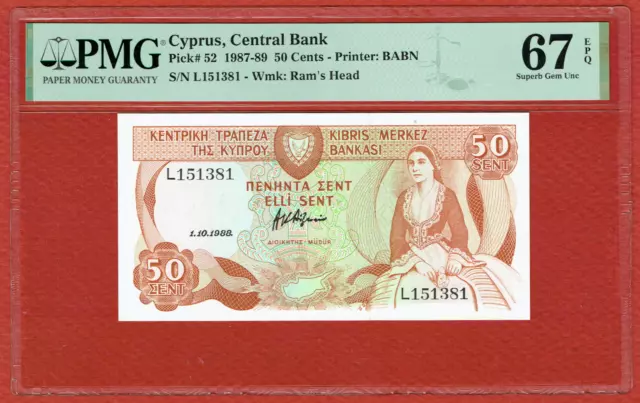 PMG
PAPER MONEY GUARANTY
Cyprus, Central Bank
Pick# 52 1987-89 50 Cents - Printer: BABN
S/N L151381 - Wmk: Ram's Head
67 EPQ
Superb Gem Unc
ΚΕΝΤΡΙΚΗ ΤΡΑΠΕΖΑ
ΤΗΣ ΚΥΠΡΟΥ
KIBRIS MERKEZ
BANKASI
50
SENT
L151381
ΠΕΝΗΝΤΑ ΣΕΝΤ
ELLİ SENT
1.10.1988.
ΔΙΟΙΚΗΤΗΣ - MÜDÜR
50
ΣΕΝΤ
L151381